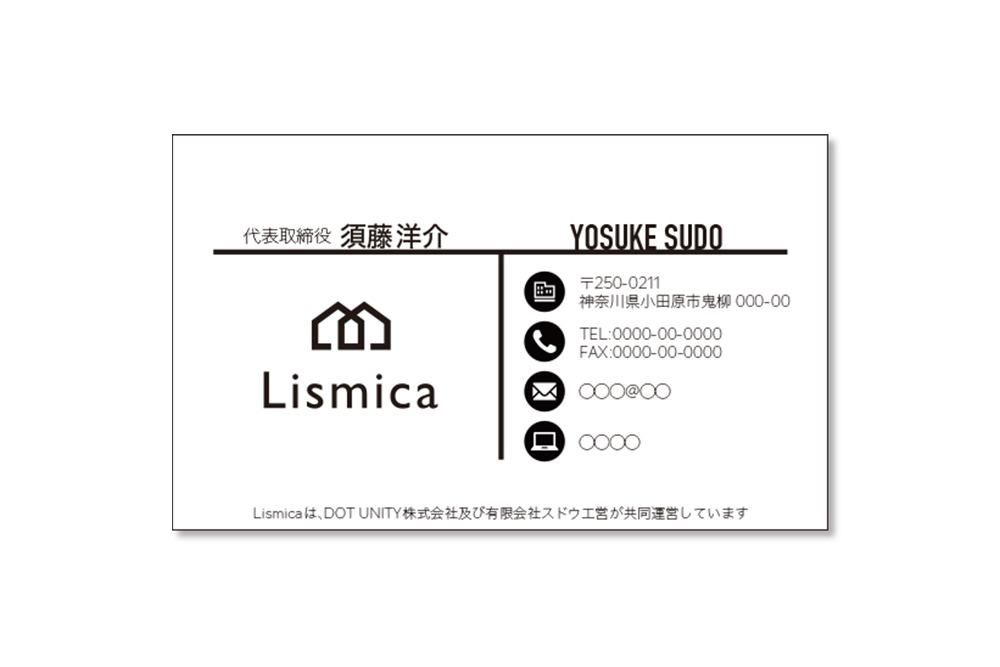 代表取締役 須藤洋介
YOSUKE SUDO
Lismica
〒250-0211
神奈川県小田原市鬼柳 000-00
TEL:0000-00-0000
FAX:0000-00-0000
○○○@○○
○○○○
Lismicaは、DOT UNITY株式会社及び有限会社スドウ工営が共同運営しています